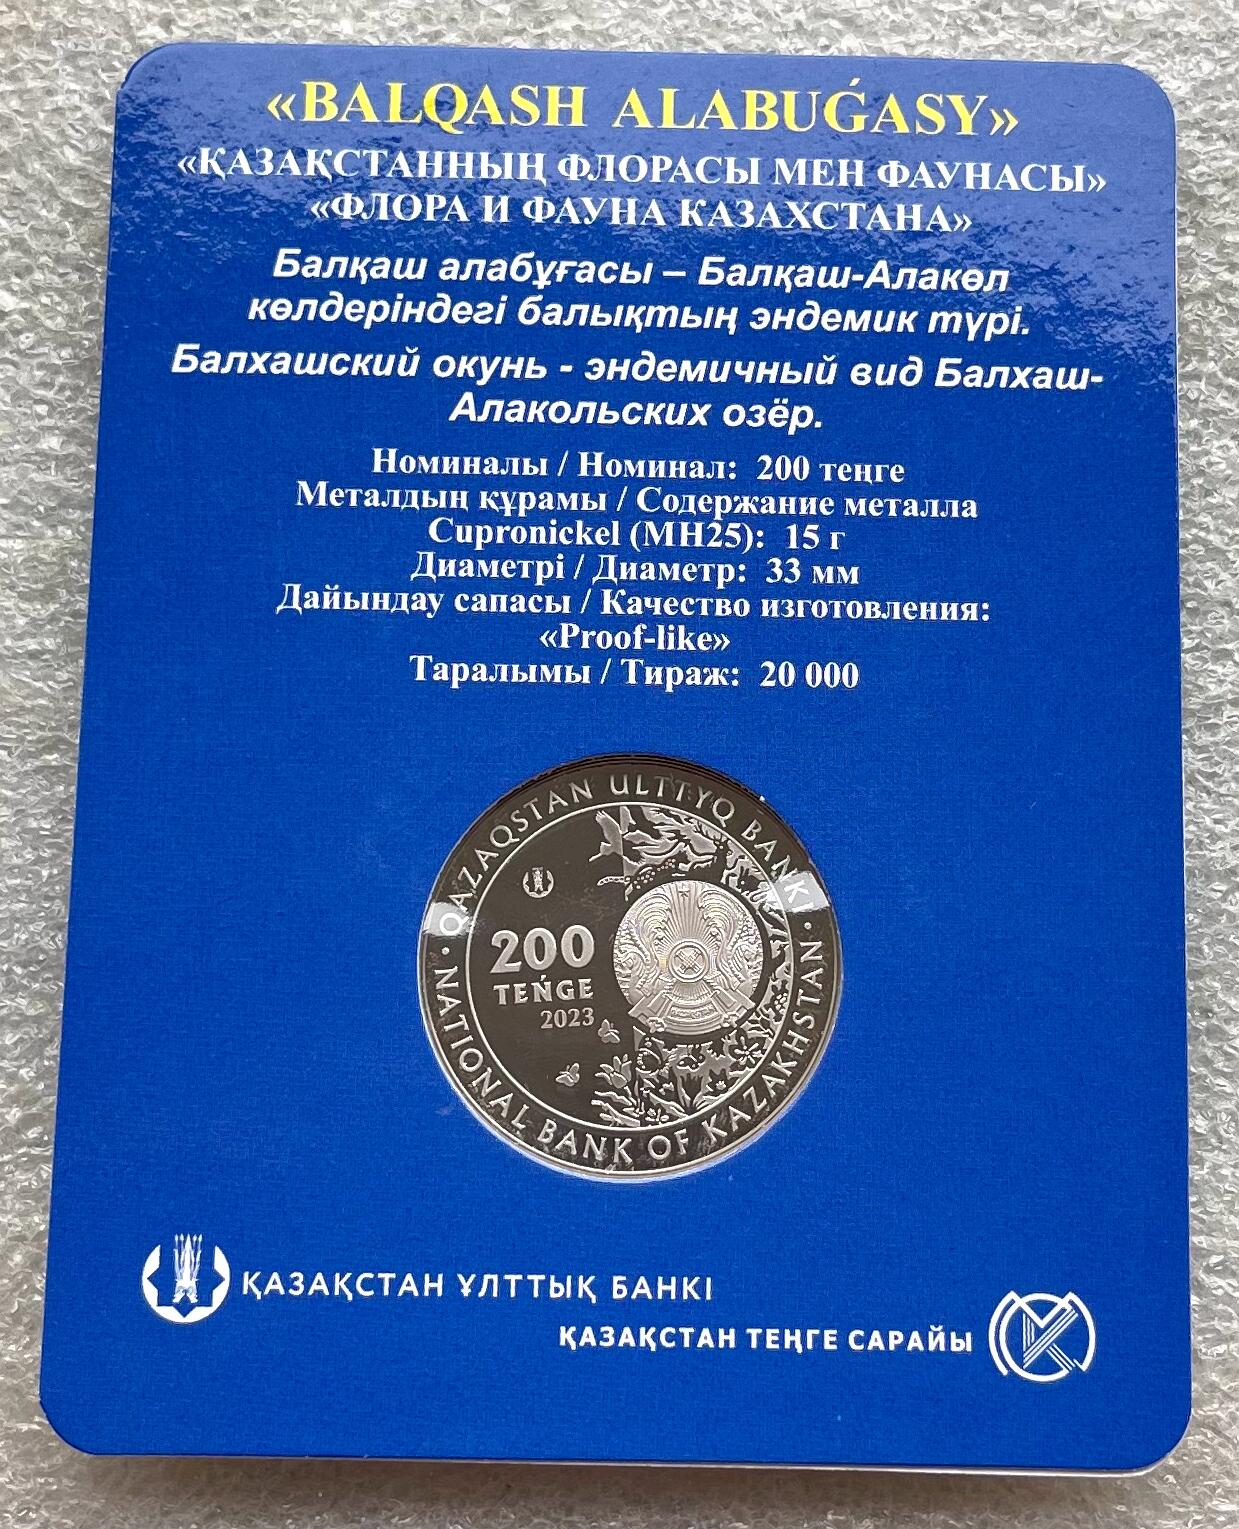 «BALQASH ALABUǴASY»
«ҚАЗАҚСТАННЫҢ ФЛОРАСЫ МЕН ФАУНАСЫ»
«ФЛОРА И ФАУНА КАЗАХСТАНА»
Балқаш алабұғасы – Балқаш-Алакөл
көлдеріндегі балықтың эндемик түрі.
Балхашский окунь - эндемичный вид Балхаш-
Алакольских озёр.
Номиналы / Номинал: 200 теңге
Металдың құрамы / Содержание металла
Cupronickel (МН25): 15 г
Диаметрі / Диаметр: 33 мм
Дайындау сапасы / Качество изготовления:
«Proof-like»
Таралымы / Тираж: 20 000
QAZAQSTAN ULTTYQ BANKI
200
TEŃGE
2023
NATIONAL BANK OF KAZAKHSTAN
ҚАЗАҚСТАН ҰЛТТЫҚ БАНКІ
ҚАЗАҚСТАН ТЕҢГЕ САРАЙЫ